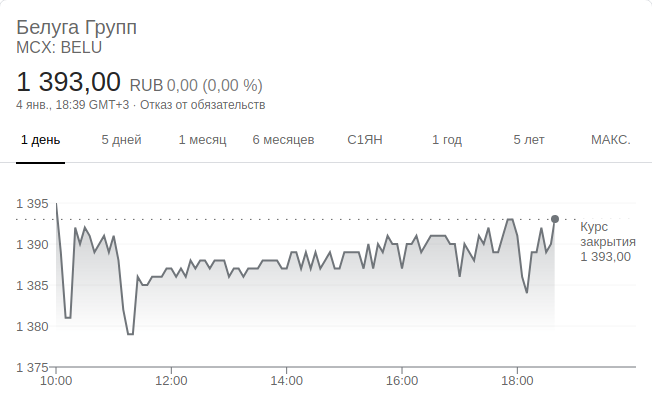 Белуга Групп
MCX: BELU
1 393,00 RUB 0,00 (0,00 %)
4 янв., 18:39 GMT+3 · Отказ от обязательств
1 день 5 дней 1 месяц 6 месяцев С1ЯН 1 год 5 лет МАКС.
1 395
1 390
1 385
1 380
1 375
Курс
закрытия
1 393,00
10:00 12:00 14:00 16:00 18:00